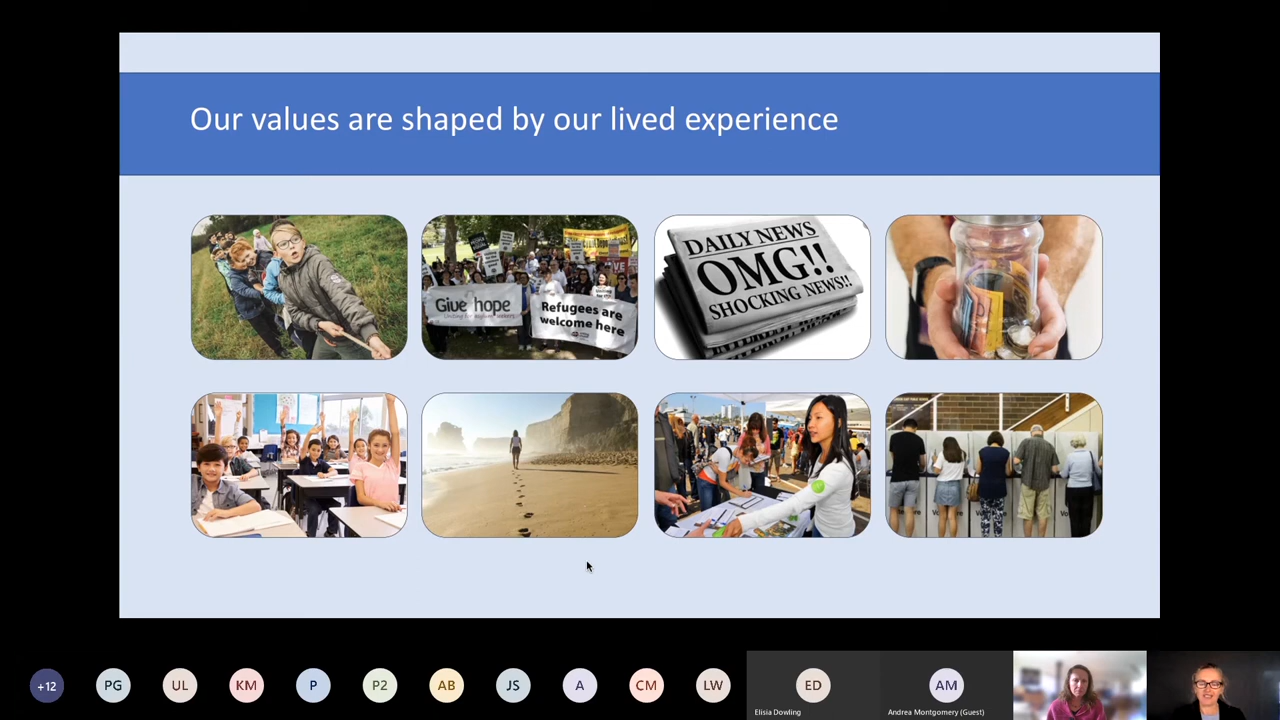 Our values are shaped by our lived experience
Give hope
Refugees are
welcome here
DAILY NEWS
OMG!!
SHOCKING NEWS!!
+12
PG
UL
KM
P
P2
AB
JS
A
CM
LW
ED
Elisia Dowling
AM
Andrea Montgomery (Guest)